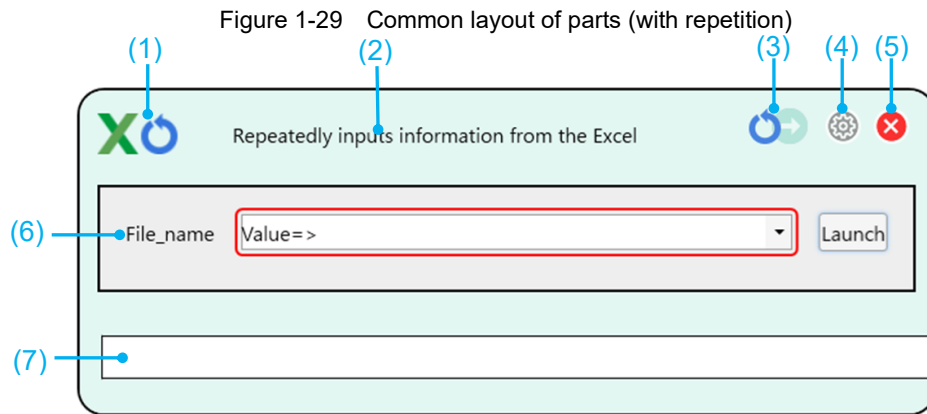 Figure 1-29 Common layout of parts (with repetition)
(1) (2) (3) (4) (5)
Repeatedly inputs information from the Excel
(6) File_name Value=> Launch
(7)